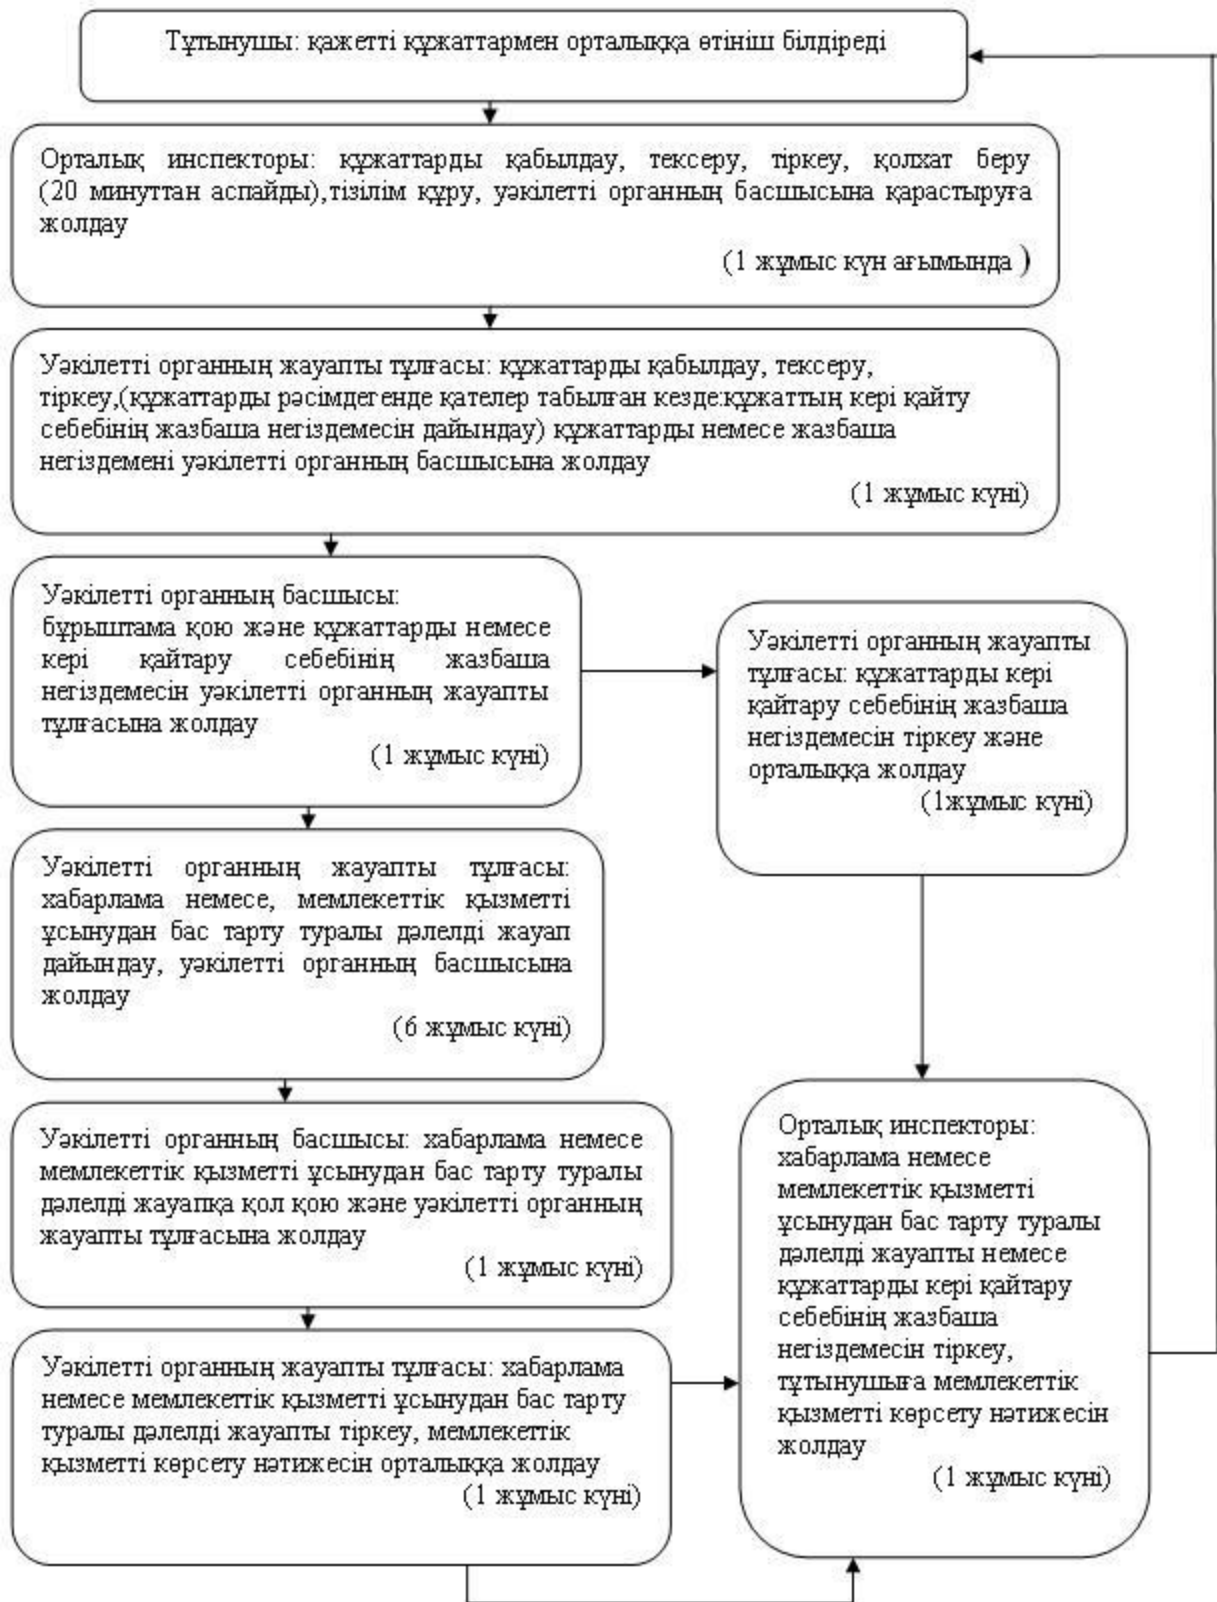 Тұтынушы: қажетті құжаттармен орталыққа өтініш білдіреді
Орталық инспекторы: құжаттарды қабылдау, тексеру, тіркеу, қолхат беру
(20 минуттан аспайды),тізілім құру, уәкілетті органның басшысына қарастыруға
жолдау
(1 жұмыс күн ағымында )
Уәкілетті органның жауапты тұлғасы: құжаттарды қабылдау, тексеру,
тіркеу,(құжаттарды рәсімдегенде қателер табылған кезде:құжаттың кері қайту
себебінің жазбаша негіздемесін дайындау) құжаттарды немесе жазбаша
негіздемені уәкілетті органның басшысына жолдау
(1 жұмыс күні)
Уәкілетті органның басшысы:
бұрыштама қою және құжаттарды немесе
кері қайтару себебінің жазбаша
негіздемесін уәкілетті органның жауапты
тұлғасына жолдау
(1 жұмыс күні)
Уәкілетті органның жауапты
тұлғасы: құжаттарды кері
қайтару себебінің жазбаша
негіздемесін тіркеу және
орталыққа жолдау
(1жұмыс күні)
Уәкілетті органның жауапты тұлғасы:
хабарлама немесе, мемлекеттік қызметті
ұсынудан бас тарту туралы дәлелді жауап
дайындау, уәкілетті органның басшысына
жолдау
(6 жұмыс күні)
Уәкілетті органның басшысы: хабарлама немесе
мемлекеттік қызметті ұсынудан бас тарту туралы
дәлелді жауапқа қол қою және уәкілетті органның
жауапты тұлғасына жолдау
(1 жұмыс күні)
Уәкілетті органның жауапты тұлғасы: хабарлама
немесе мемлекеттік қызметті ұсынудан бас тарту
туралы дәлелді жауапты тіркеу, мемлекеттік
қызметті көрсету нәтижесін орталыққа жолдау
(1 жұмыс күні)
Орталық инспекторы:
хабарлама немесе
мемлекеттік қызметті
ұсынудан бас тарту туралы
дәлелді жауапты немесе
құжаттарды кері қайтару
себебінің жазбаша
негіздемесін тіркеу,
тұтынушыға мемлекеттік
қызметті көрсету нәтижесін
жолдау
(1 жұмыс күні)